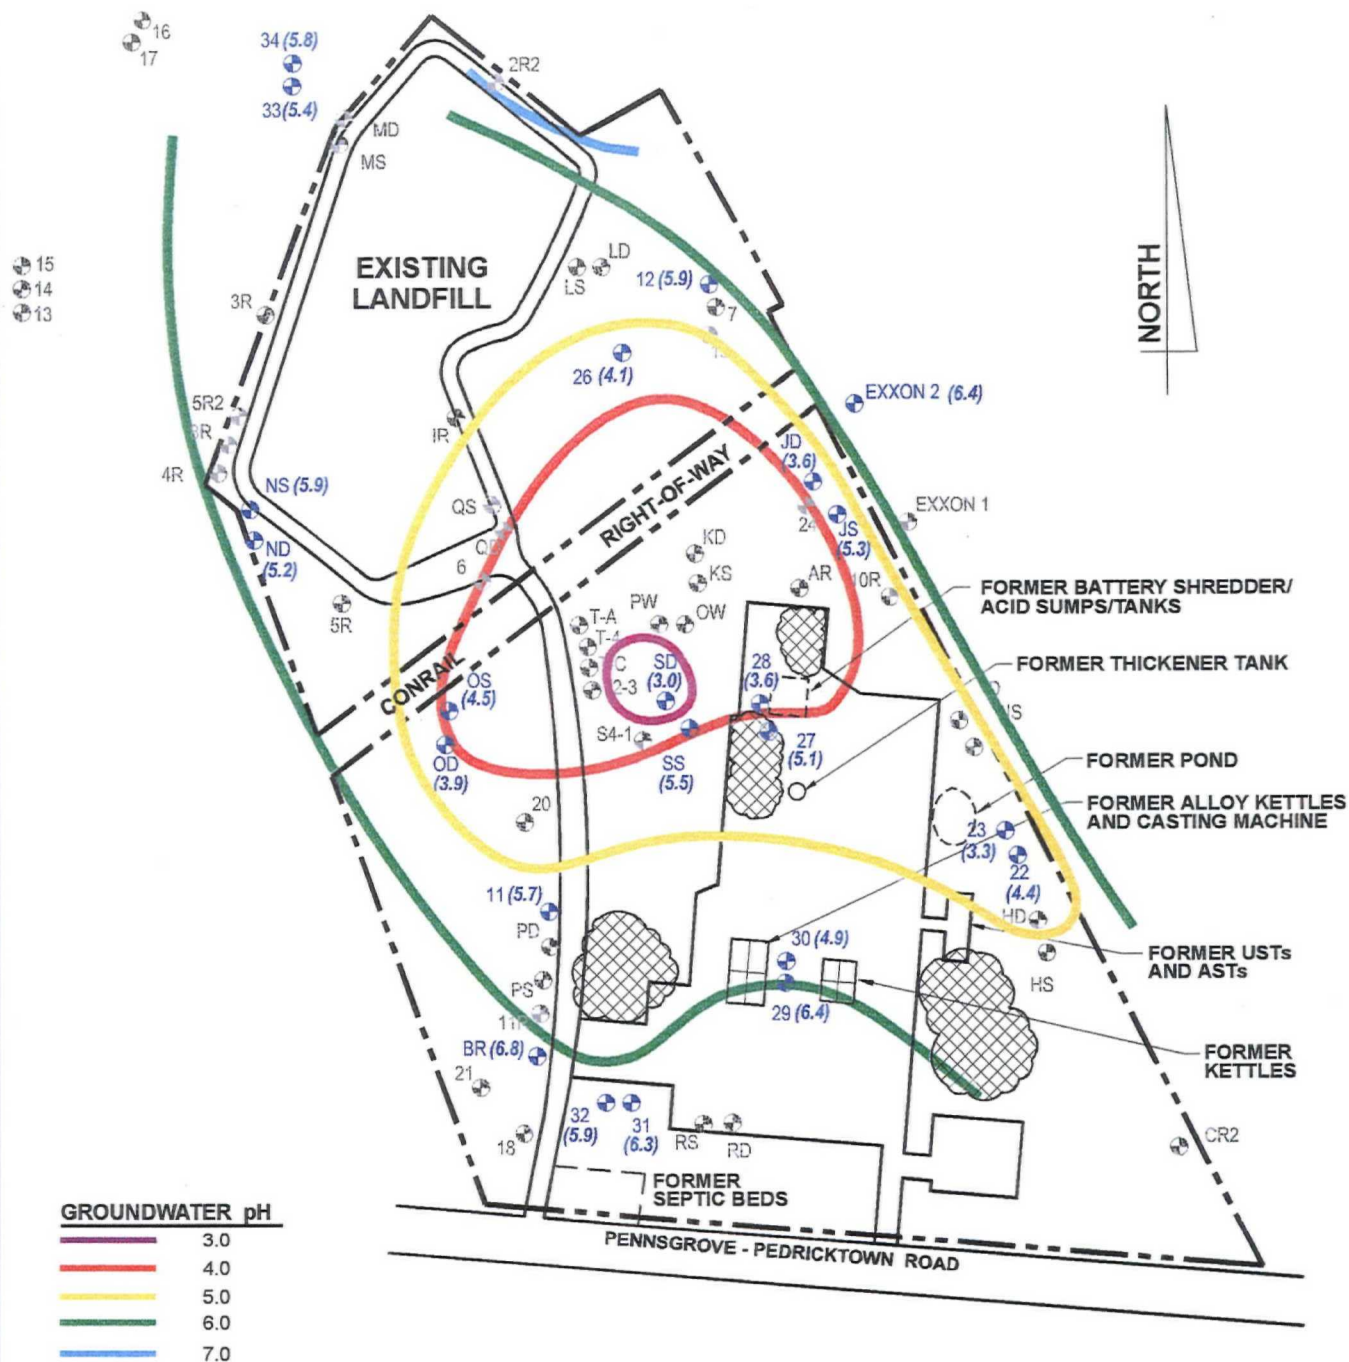 16
17
34 (5.8)
33 (5.4)
2R2
MD
MS
EXISTING
LANDFILL
LD
LS
12 (5.9)
7
15
14
13
3R
NORTH
26 (4.1)
EXXON 2 (6.4)
5R2
4R
IR
JD
(3.6)
RIGHT-OF-WAY
NS (5.9)
QS
24
JS
(5.3)
EXXON 1
ND
(5.2)
6
KD
KS
AR
10R
FORMER BATTERY SHREDDER/
ACID SUMPS/TANKS
5R
T-A
PW
OW
T-4
CONRAIL
OS
(4.5)
C
2-3
SD
(3.0)
28
(3.6)
FORMER THICKENER TANK
S4-1
OD
(3.9)
SS
(5.5)
27
(5.1)
FORMER POND
20
FORMER ALLOY KETTLES
AND CASTING MACHINE
23
(3.3)
22
(4.4)
11 (5.7)
HD
PD
30 (4.9)
FORMER USTs
AND ASTs
HS
PS
11R
29 (6.4)
BR (6.8)
FORMER
KETTLES
21
32
(5.9)
31
(6.3)
RS
RD
CR2
18
FORMER
SEPTIC BEDS
PENNSGROVE - PEDRICKTOWN ROAD
GROUNDWATER pH
3.0
4.0
5.0
6.0
7.0